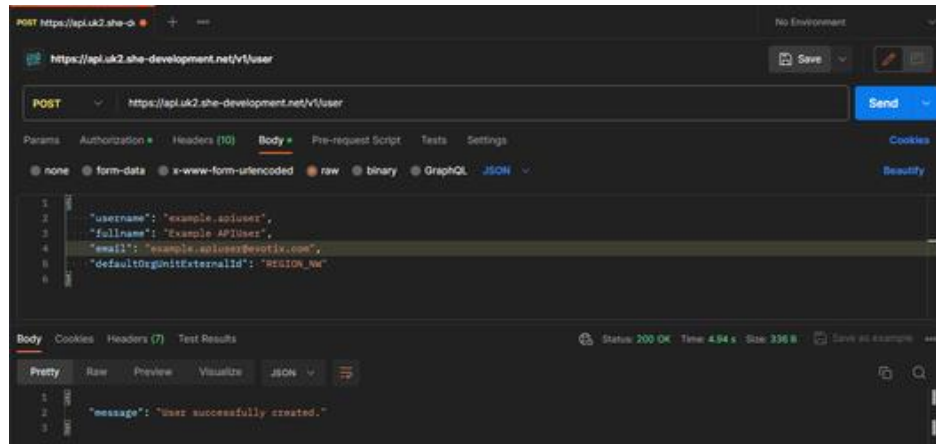 POST https://api.uk2.she-d
No Environment
https://api.uk2.she-development.net/v1/user
Save
POST https://api.uk2.she-development.net/v1/user
Send
Params Authorization Headers (10) Body Pre-request Script Tests Settings
Cookies
none form-data x-www-form-urlencoded raw binary GraphQL JSON
Beautify
1 {
2 "username": "example.apiuser",
3 "fullname": "Example APIUser",
4 "email": "example.apiuser@evotix.com",
5 "defaultOrgUnitExternalId": "REGION_NW"
6 }
Body Cookies Headers (7) Test Results
Status: 200 OK Time: 4.94 s Size: 336 B Save as example
Pretty Raw Preview Visualize JSON
1 {
2 "message": "User successfully created."
3 }